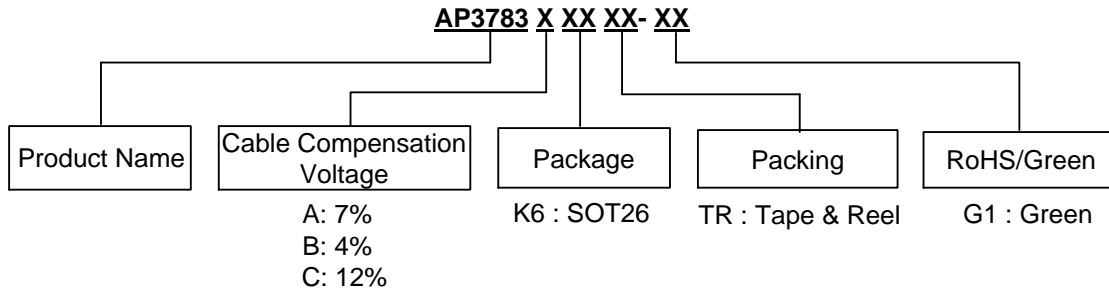 AP3783 X XX XX- XX
Product Name
Cable Compensation
Voltage
A: 7%
B: 4%
C: 12%
Package
K6 : SOT26
Packing
TR : Tape & Reel
RoHS/Green
G1 : Green